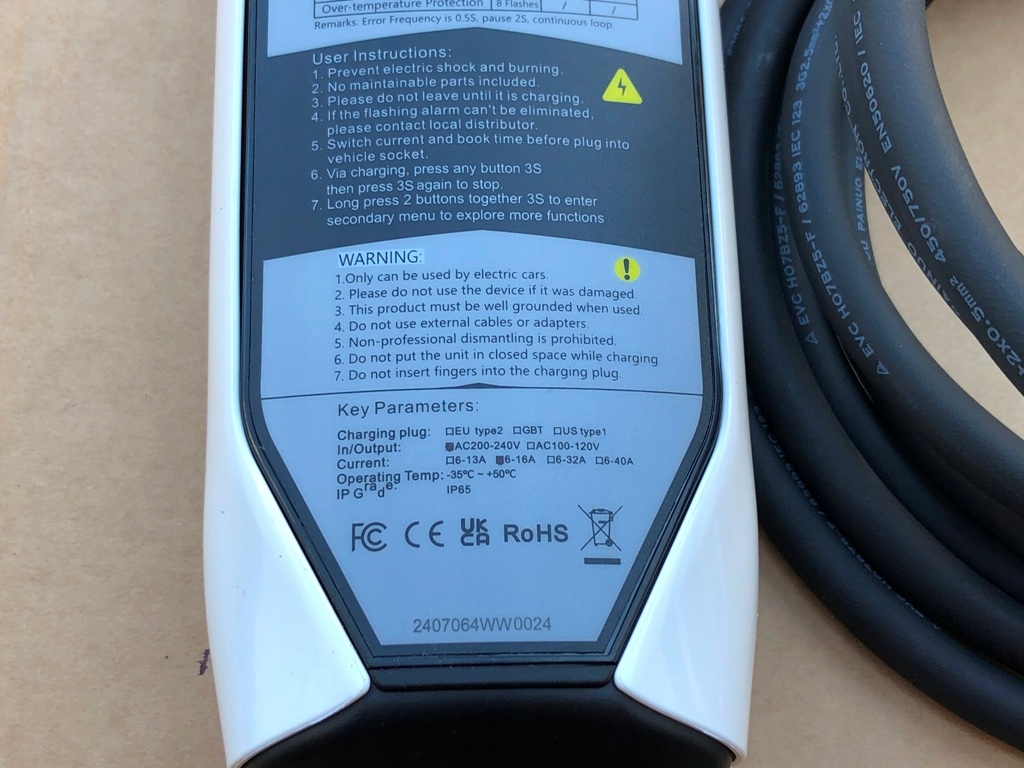 Over-temperature Protection 8 Flashes / /
Remarks: Error Frequency is 0.5S, pause 2S, continuous loop
User Instructions:
1. Prevent electric shock and burning.
2. No maintainable parts included.
3. Please do not leave until it is charging.
4. If the flashing alarm can't be eliminated,
please contact local distributor.
5. Switch current and book time before plug into
vehicle socket.
6. Via charging, press any button 3S
then press 3S again to stop.
7. Long press 2 buttons together 3S to enter
secondary menu to explore more functions
WARNING:
1.Only can be used by electric cars.
2. Please do not use the device if it was damaged.
3. This product must be well grounded when used.
4. Do not use external cables or adapters.
5. Non-professional dismantling is prohibited.
6. Do not put the unit in closed space while charging
7. Do not insert fingers into the charging plug.
Key Parameters:
Charging plug: ☐EU type2 ☐GBT ☐US type1
In/Output: ■AC200-240V ☐AC100-120V
Current: ☐6-13A ■6-16A ☐6-32A ☐6-40A
Operating Temp: -35℃ ~ +50℃
IP Grade: IP65
FC CE UK CA RoHS
2407064WW0024
EVC H07BZ5-F / 62893 IEC 123 3G2.5mm²+2X0
EVC H07BZ5-F / 6289
450/750V EN50620 / IEC
+2X0.5mm²